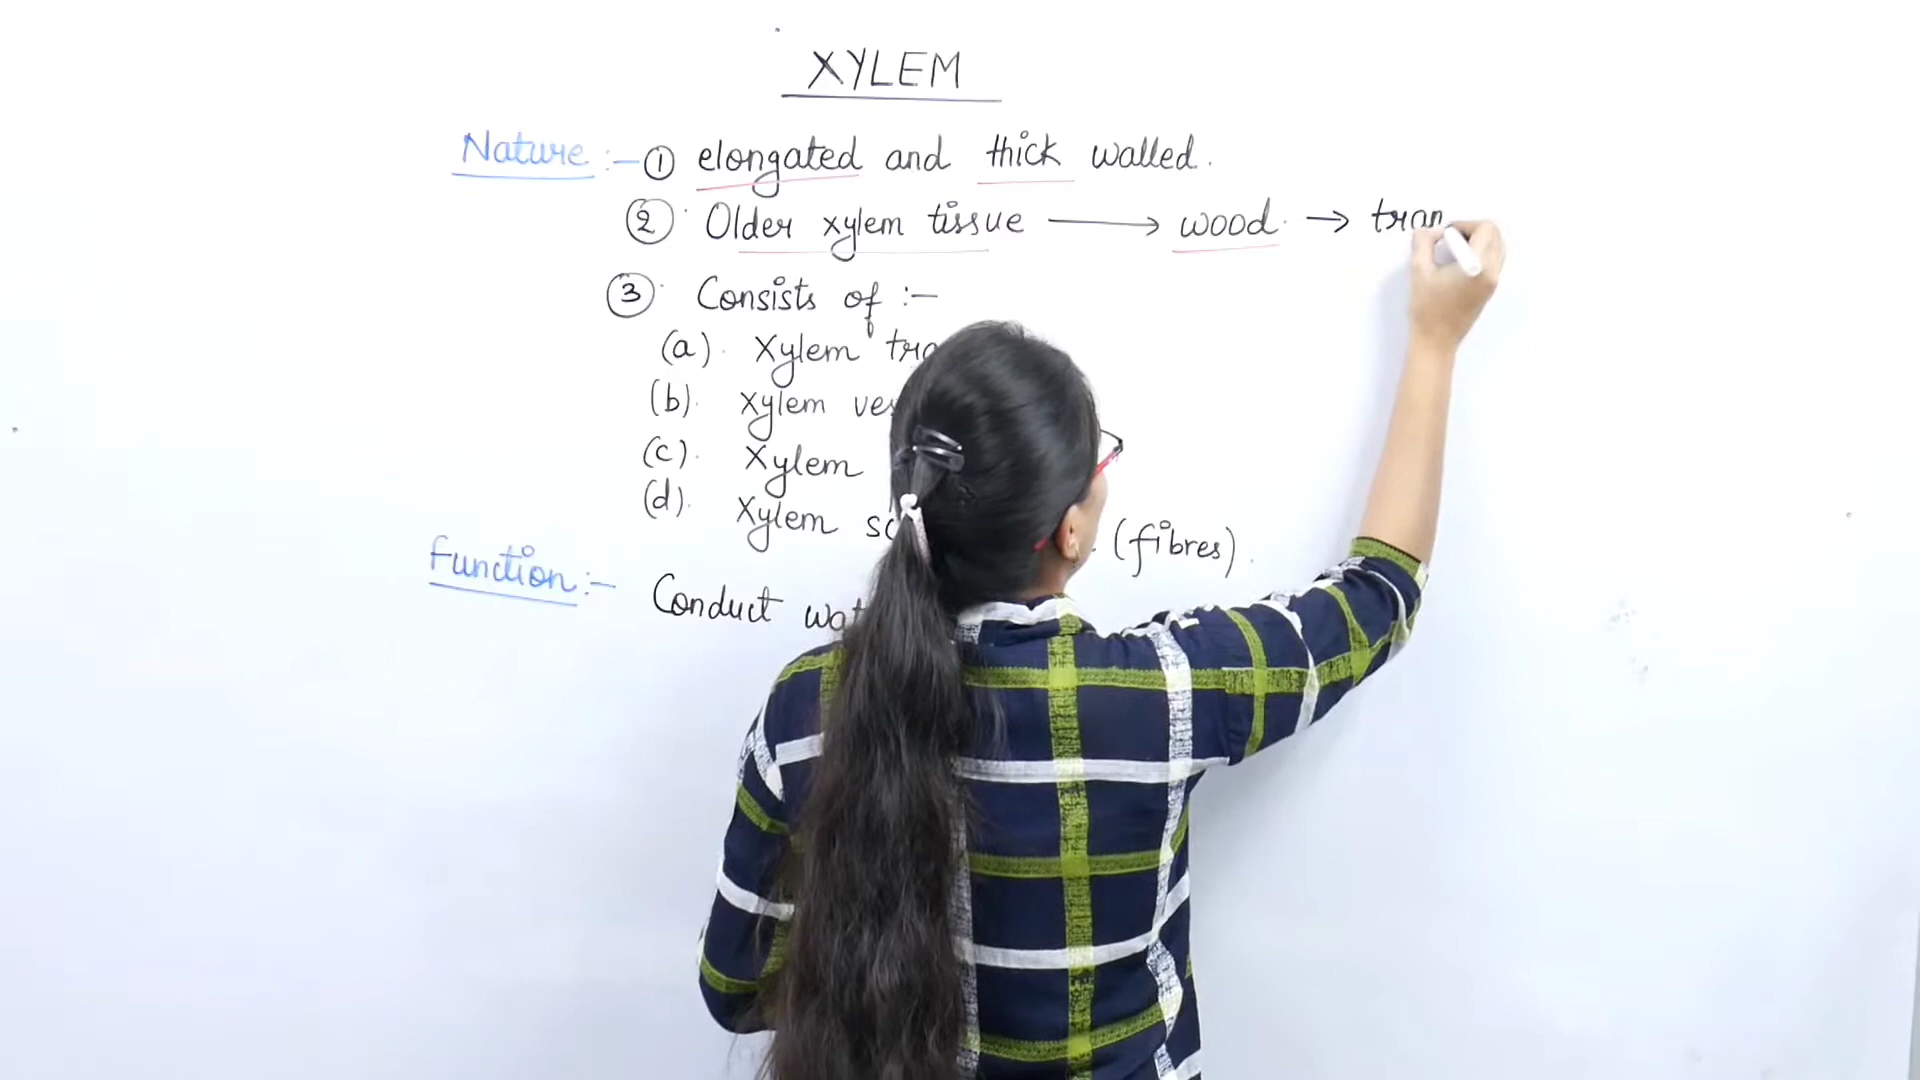 XYLEM
Nature :- ① elongated and thick walled.
② Older xylem tissue → wood → tran
③ Consists of :-
(a). Xylem
(b). Xylem
(c). Xylem
(d). Xylem (fibres).
Function :- Conduct